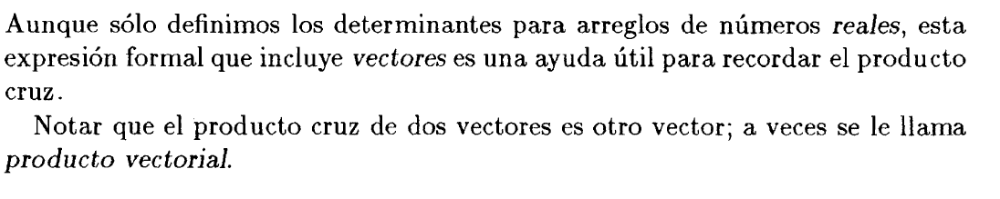 Aunque sólo definimos los determinantes para arreglos de números reales, esta
expresión formal que incluye vectores es una ayuda útil para recordar el producto
cruz.
Notar que el producto cruz de dos vectores es otro vector; a veces se le llama
producto vectorial.